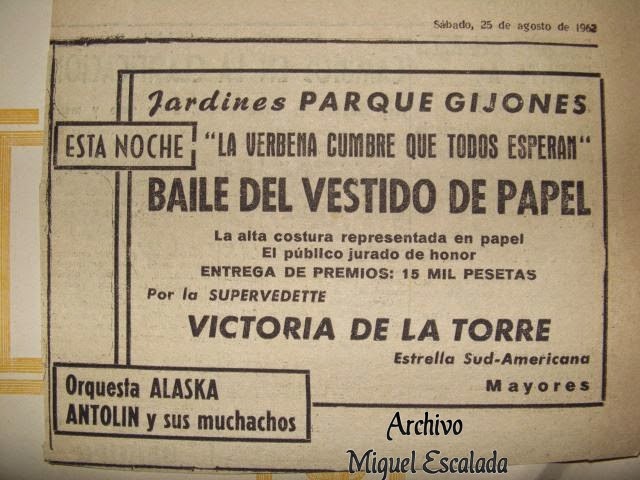 Sábado, 25 de agosto de 1962
Jardines PARQUE GIJONES
ESTA NOCHE
"LA VERBENA CUMBRE QUE TODOS ESPERAN"
BAILE DEL VESTIDO DE PAPEL
La alta costura representada en papel
El público jurado de honor
ENTREGA DE PREMIOS: 15 MIL PESETAS
Por la SUPERVEDETTE
VICTORIA DE LA TORRE
Estrella Sud-Americana
Mayores
Orquesta ALASKA
ANTOLIN y sus muchachos
Archivo
Miguel Escalada